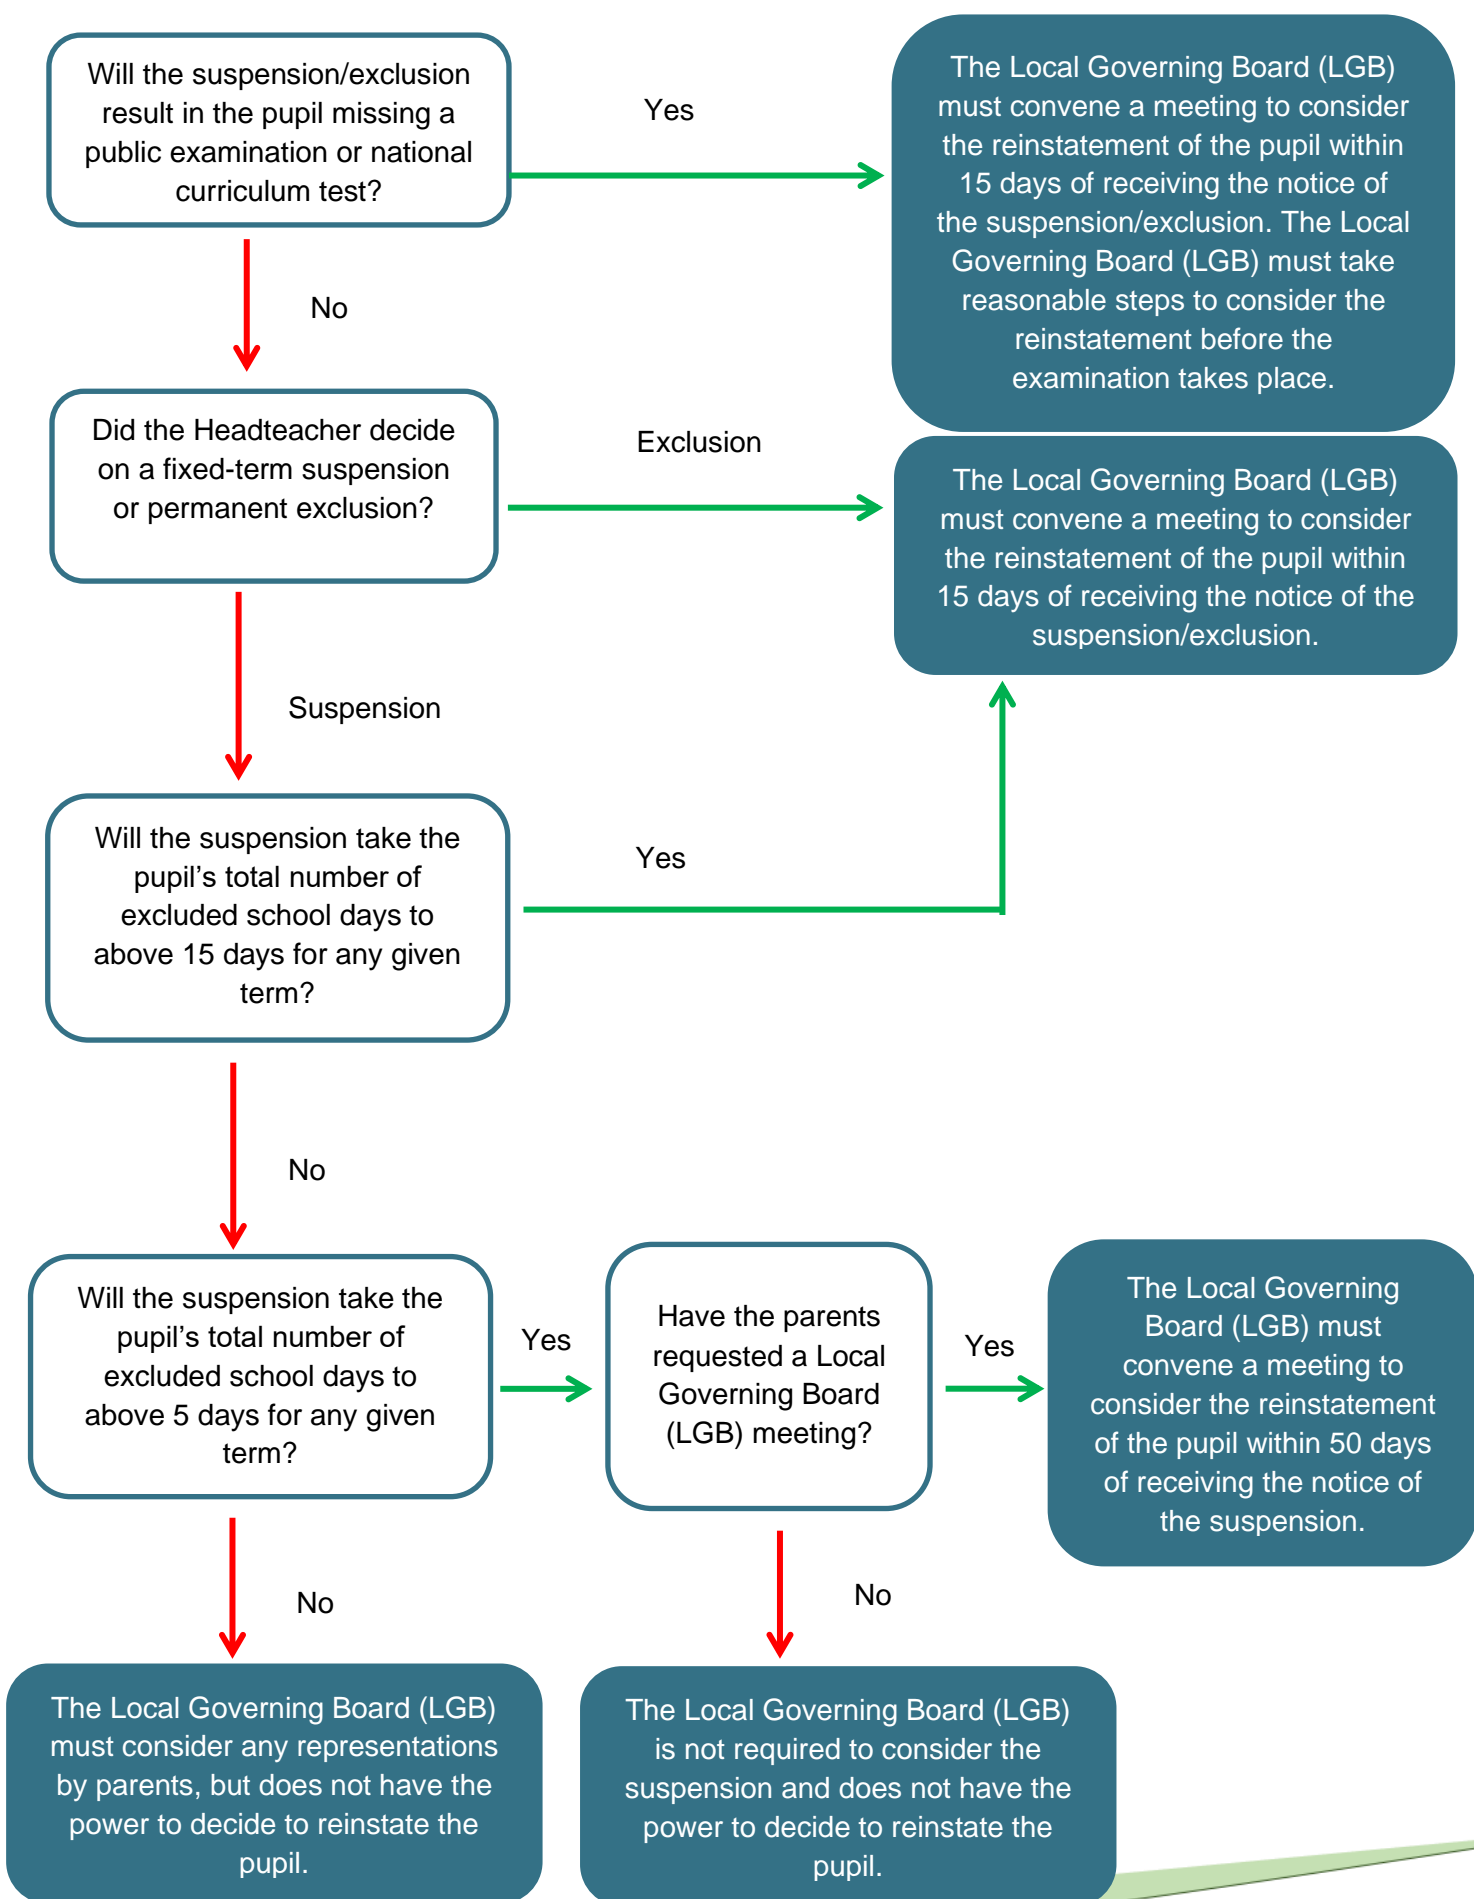 Will the suspension/exclusion
result in the pupil missing a
public examination or national
curriculum test?
Yes
The Local Governing Board (LGB)
must convene a meeting to consider
the reinstatement of the pupil within
15 days of receiving the notice of
the suspension/exclusion. The Local
Governing Board (LGB) must take
reasonable steps to consider the
reinstatement before the
examination takes place.
No
Did the Headteacher decide
on a fixed-term suspension
or permanent exclusion?
Exclusion
The Local Governing Board (LGB)
must convene a meeting to consider
the reinstatement of the pupil within
15 days of receiving the notice of the
suspension/exclusion.
Suspension
Will the suspension take the
pupil’s total number of
excluded school days to
above 15 days for any given
term?
Yes
No
Will the suspension take the
pupil’s total number of
excluded school days to
above 5 days for any given
term?
Yes
Have the parents
requested a Local
Governing Board
(LGB) meeting?
Yes
The Local Governing
Board (LGB) must
convene a meeting to
consider the reinstatement
of the pupil within 50 days
of receiving the notice of
the suspension.
No
No
The Local Governing Board (LGB)
must consider any representations
by parents, but does not have the
power to decide to reinstate the
pupil.
The Local Governing Board (LGB)
is not required to consider the
suspension and does not have the
power to decide to reinstate the
pupil.